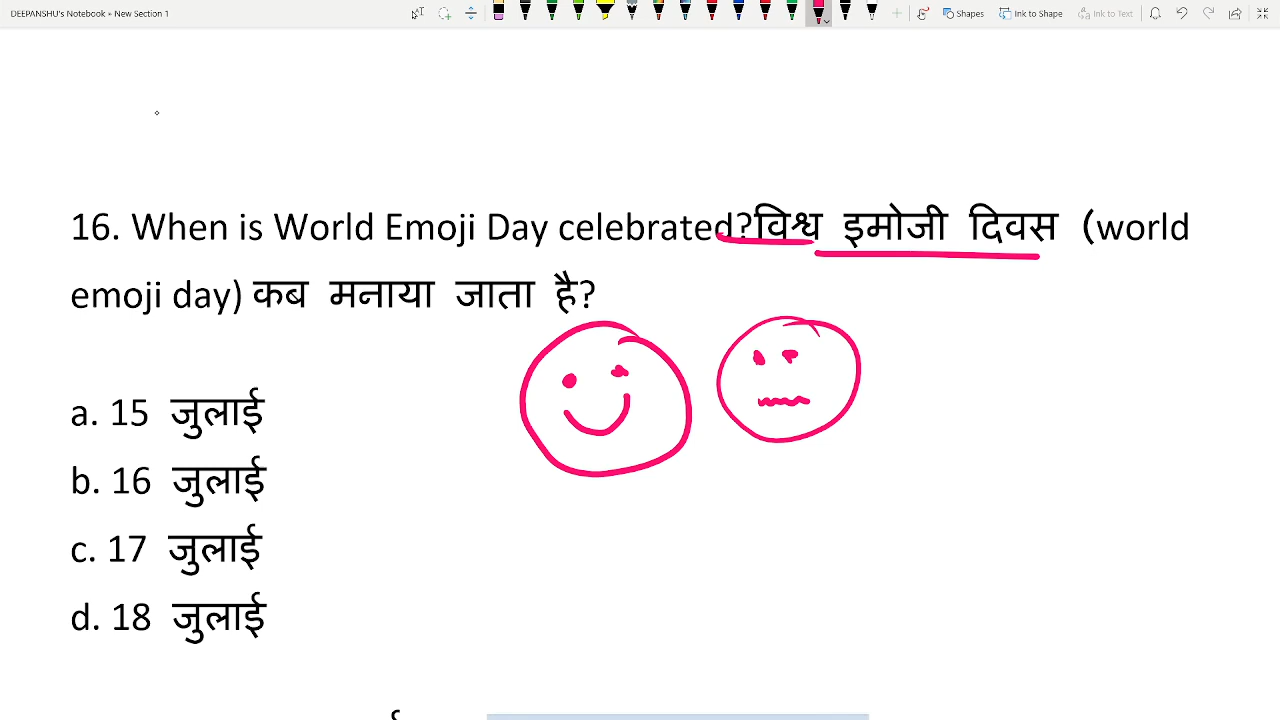 DEEPANSHU's Notebook » New Section 1
Shapes
Ink to Shape
Ink to Text
16. When is World Emoji Day celebrated?विश्व इमोजी दिवस (world
emoji day) कब मनाया जाता है?
a. 15 जुलाई
b. 16 जुलाई
c. 17 जुलाई
d. 18 जुलाई